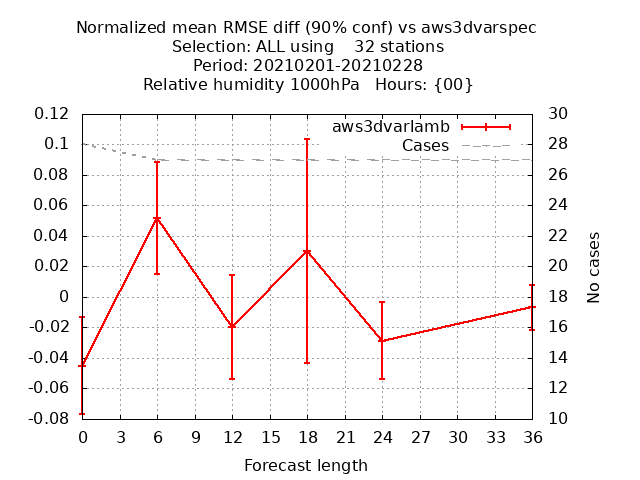 Normalized mean RMSE diff (90% conf) vs aws3dvarspec
Selection: ALL using    32 stations
Period: 20210201-20210228
Relative humidity 1000hPa   Hours: {00}
0.12 30
aws3dvarlamb
0.1 28
Cases
0.08 26
0.06 24
0.04 22
0.02 20
0 18
-0.02 16
-0.04 14
-0.06 12
-0.08 10
No cases
0 3 6 9 12 15 18 21 24 27 30 33 36
Forecast length